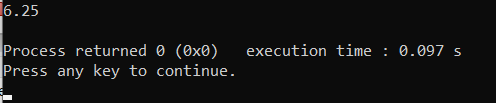 6.25
Process returned 0 (0x0)   execution time : 0.097 s
Press any key to continue.